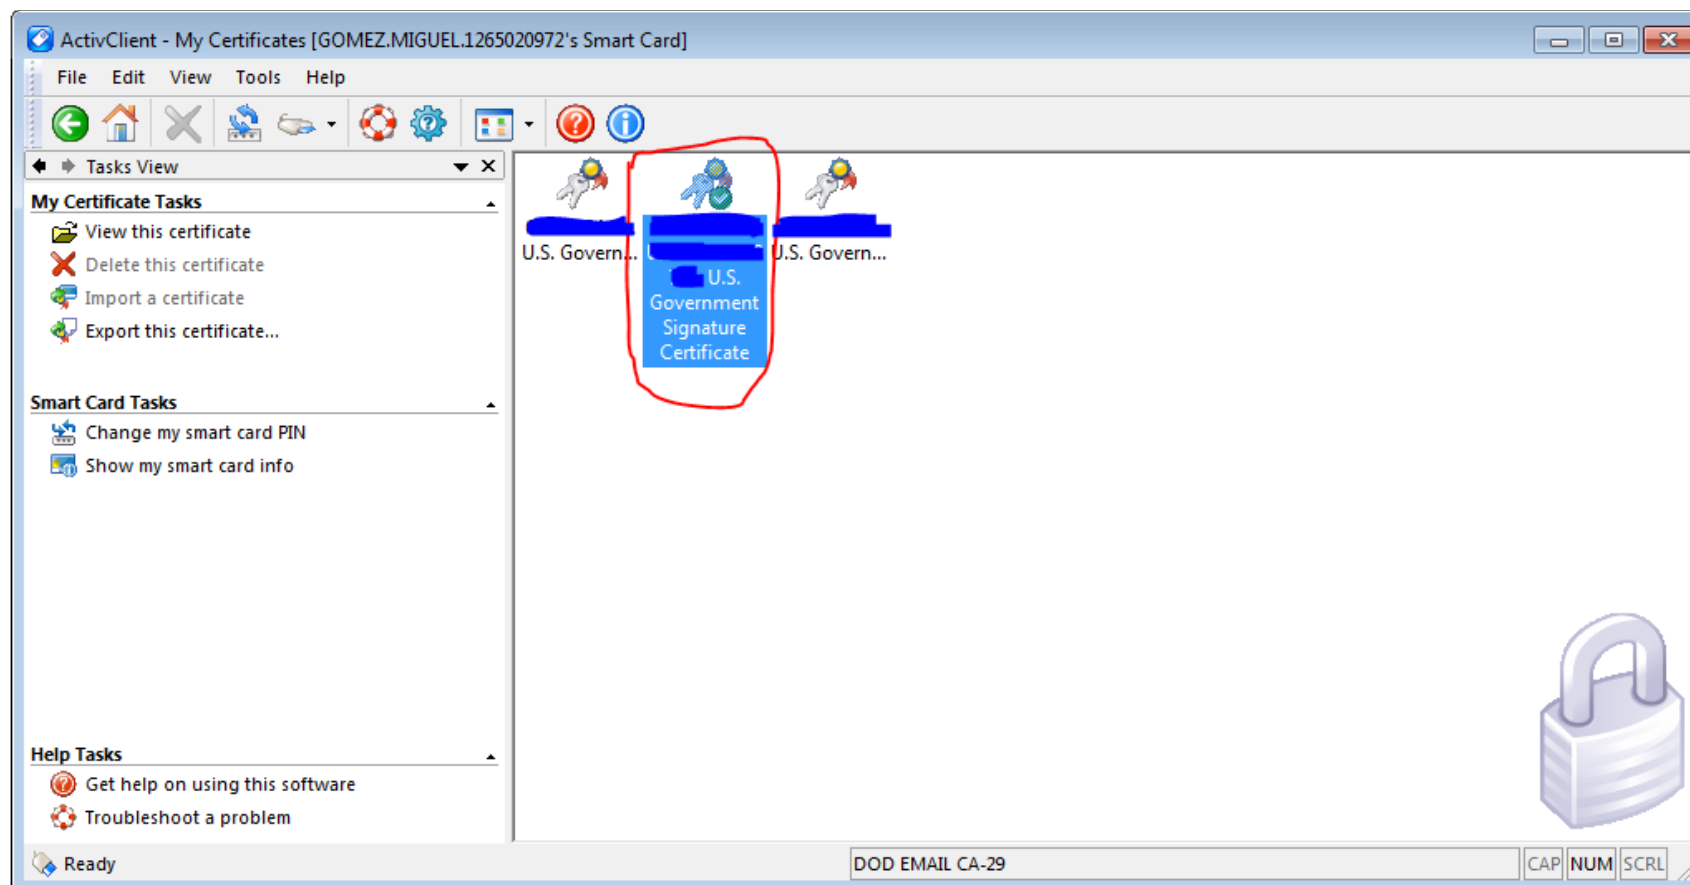 ActivClient - My Certificates [GOMEZ.MIGUEL.1265020972's Smart Card]
File Edit View Tools Help
Tasks View
My Certificate Tasks
View this certificate
Delete this certificate
Import a certificate
Export this certificate...
Smart Card Tasks
Change my smart card PIN
Show my smart card info
Help Tasks
Get help on using this software
Troubleshoot a problem
U.S. Govern...
U.S.
Government
Signature
Certificate
U.S. Govern...
Ready
DOD EMAIL CA-29
CAP NUM SCRL